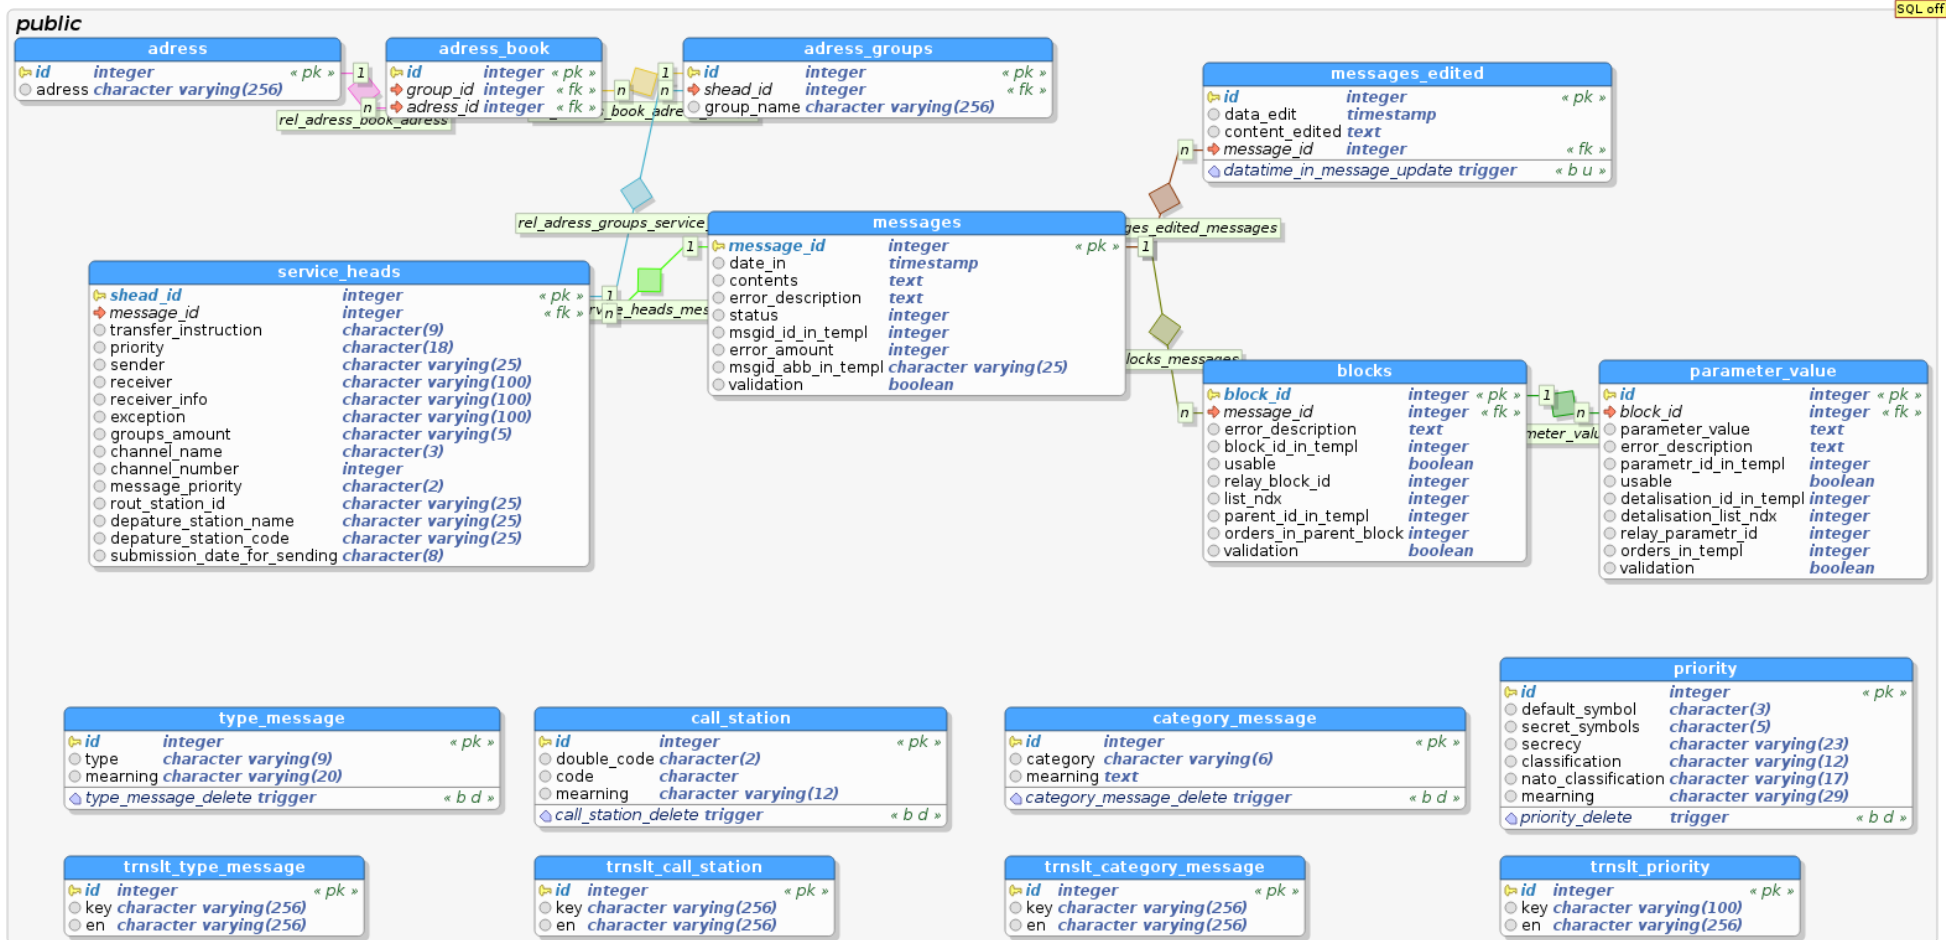 SQL off
public
adress
id integer « pk »
adress character varying(256)
1
n
rel_adress_book_adress
adress_book
id integer « pk »
group_id integer « fk »
adress_id integer « fk »
n
1
n
adress_groups
id integer « pk »
shead_id integer « fk »
group_name character varying(256)
messages_edited
id integer « pk »
data_edit timestamp
content_edited text
message_id integer « fk »
datatime_in_message_update trigger « b u »
n
rel_adress_groups_service_
messages
message_id integer « pk »
date_in timestamp
contents text
error_description text
status integer
msgid_id_in_templ integer
error_amount integer
msgid_abb_in_templ character varying(25)
validation boolean
1
1
ges_edited_messages
service_heads
shead_id integer « pk »
message_id integer « fk »
transfer_instruction character(9)
priority character(18)
sender character varying(25)
receiver character varying(100)
receiver_info character varying(100)
exception character varying(100)
groups_amount character varying(5)
channel_name character(3)
channel_number integer
message_priority character(2)
rout_station_id character varying(25)
depature_station_name character varying(25)
depature_station_code character varying(25)
submission_date_for_sending character(8)
1
n
e_heads_mes
locks_messages
n
blocks
block_id integer « pk »
message_id integer « fk »
error_description text
block_id_in_templ integer
usable boolean
relay_block_id integer
list_ndx integer
parent_id_in_templ integer
orders_in_parent_block integer
validation boolean
1
n
meter_valu
parameter_value
id integer « pk »
block_id integer « fk »
parameter_value text
error_description text
parametr_id_in_templ integer
usable boolean
detalisation_id_in_templ integer
detalisation_list_ndx integer
relay_parametr_id integer
orders_in_templ integer
validation boolean
type_message
id integer « pk »
type character varying(9)
mearning character varying(20)
type_message_delete trigger « b d »
call_station
id integer « pk »
double_code character(2)
code character
mearning character varying(12)
call_station_delete trigger « b d »
category_message
id integer « pk »
category character varying(6)
mearning text
category_message_delete trigger « b d »
priority
id integer « pk »
default_symbol character(3)
secret_symbols character(5)
secrecy character varying(23)
classification character varying(12)
nato_classification character varying(17)
mearning character varying(29)
priority_delete trigger « b d »
trnslt_type_message
id integer « pk »
key character varying(256)
en character varying(256)
trnslt_call_station
id integer « pk »
key character varying(256)
en character varying(256)
trnslt_category_message
id integer « pk »
key character varying(256)
en character varying(256)
trnslt_priority
id integer « pk »
key character varying(100)
en character varying(256)